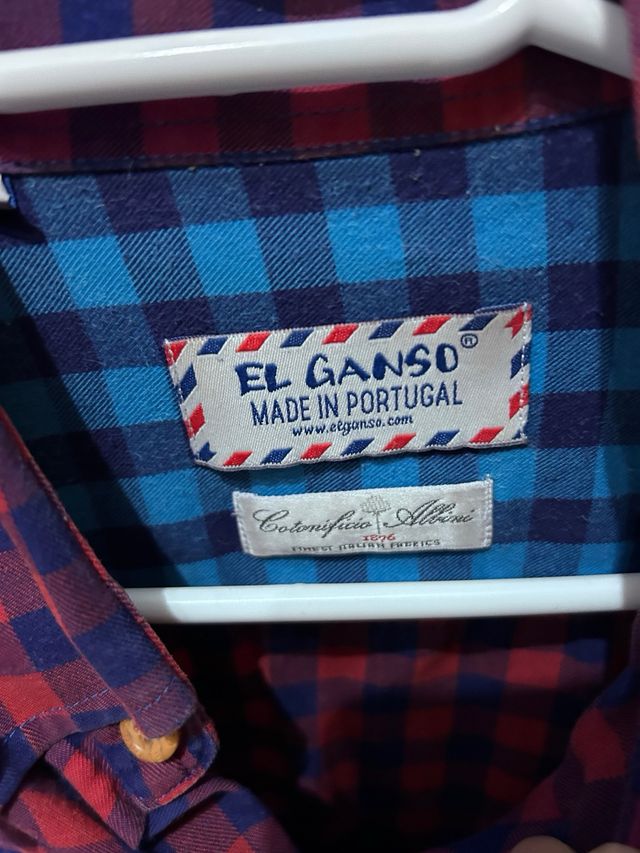 EL GANSO®
MADE IN PORTUGAL
www.elganso.com
Cotonificio Albini
1876
FINEST ITALIAN FABRICS